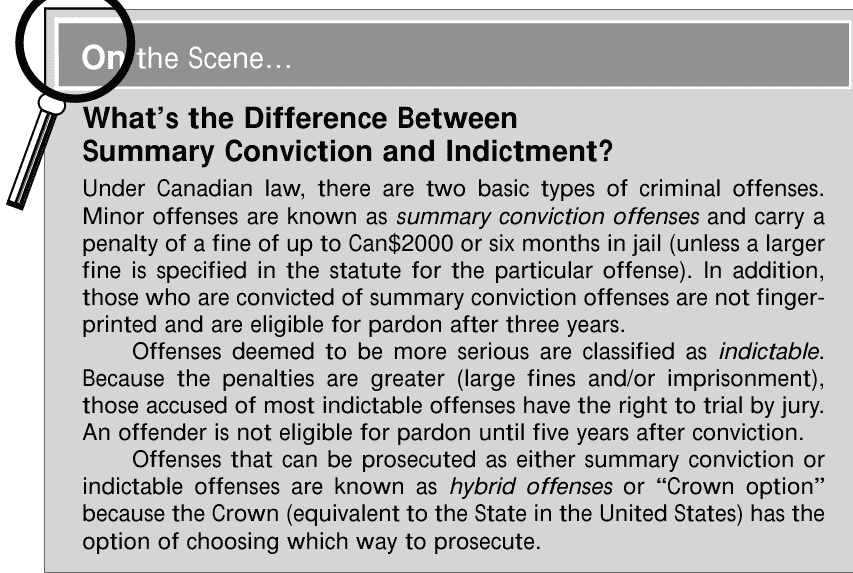 On the Scene...
What's the Difference Between
Summary Conviction and Indictment?
Under Canadian law, there are two basic types of criminal offenses.
Minor offenses are known as summary conviction offenses and carry a
penalty of a fine of up to Can$2000 or six months in jail (unless a larger
fine is specified in the statute for the particular offense). In addition,
those who are convicted of summary conviction offenses are not finger-
printed and are eligible for pardon after three years.
Offenses deemed to be more serious are classified as indictable.
Because the penalties are greater (large fines and/or imprisonment),
those accused of most indictable offenses have the right to trial by jury.
An offender is not eligible for pardon until five years after conviction.
Offenses that can be prosecuted as either summary conviction or
indictable offenses are known as hybrid offenses or “Crown option”
because the Crown (equivalent to the State in the United States) has the
option of choosing which way to prosecute.